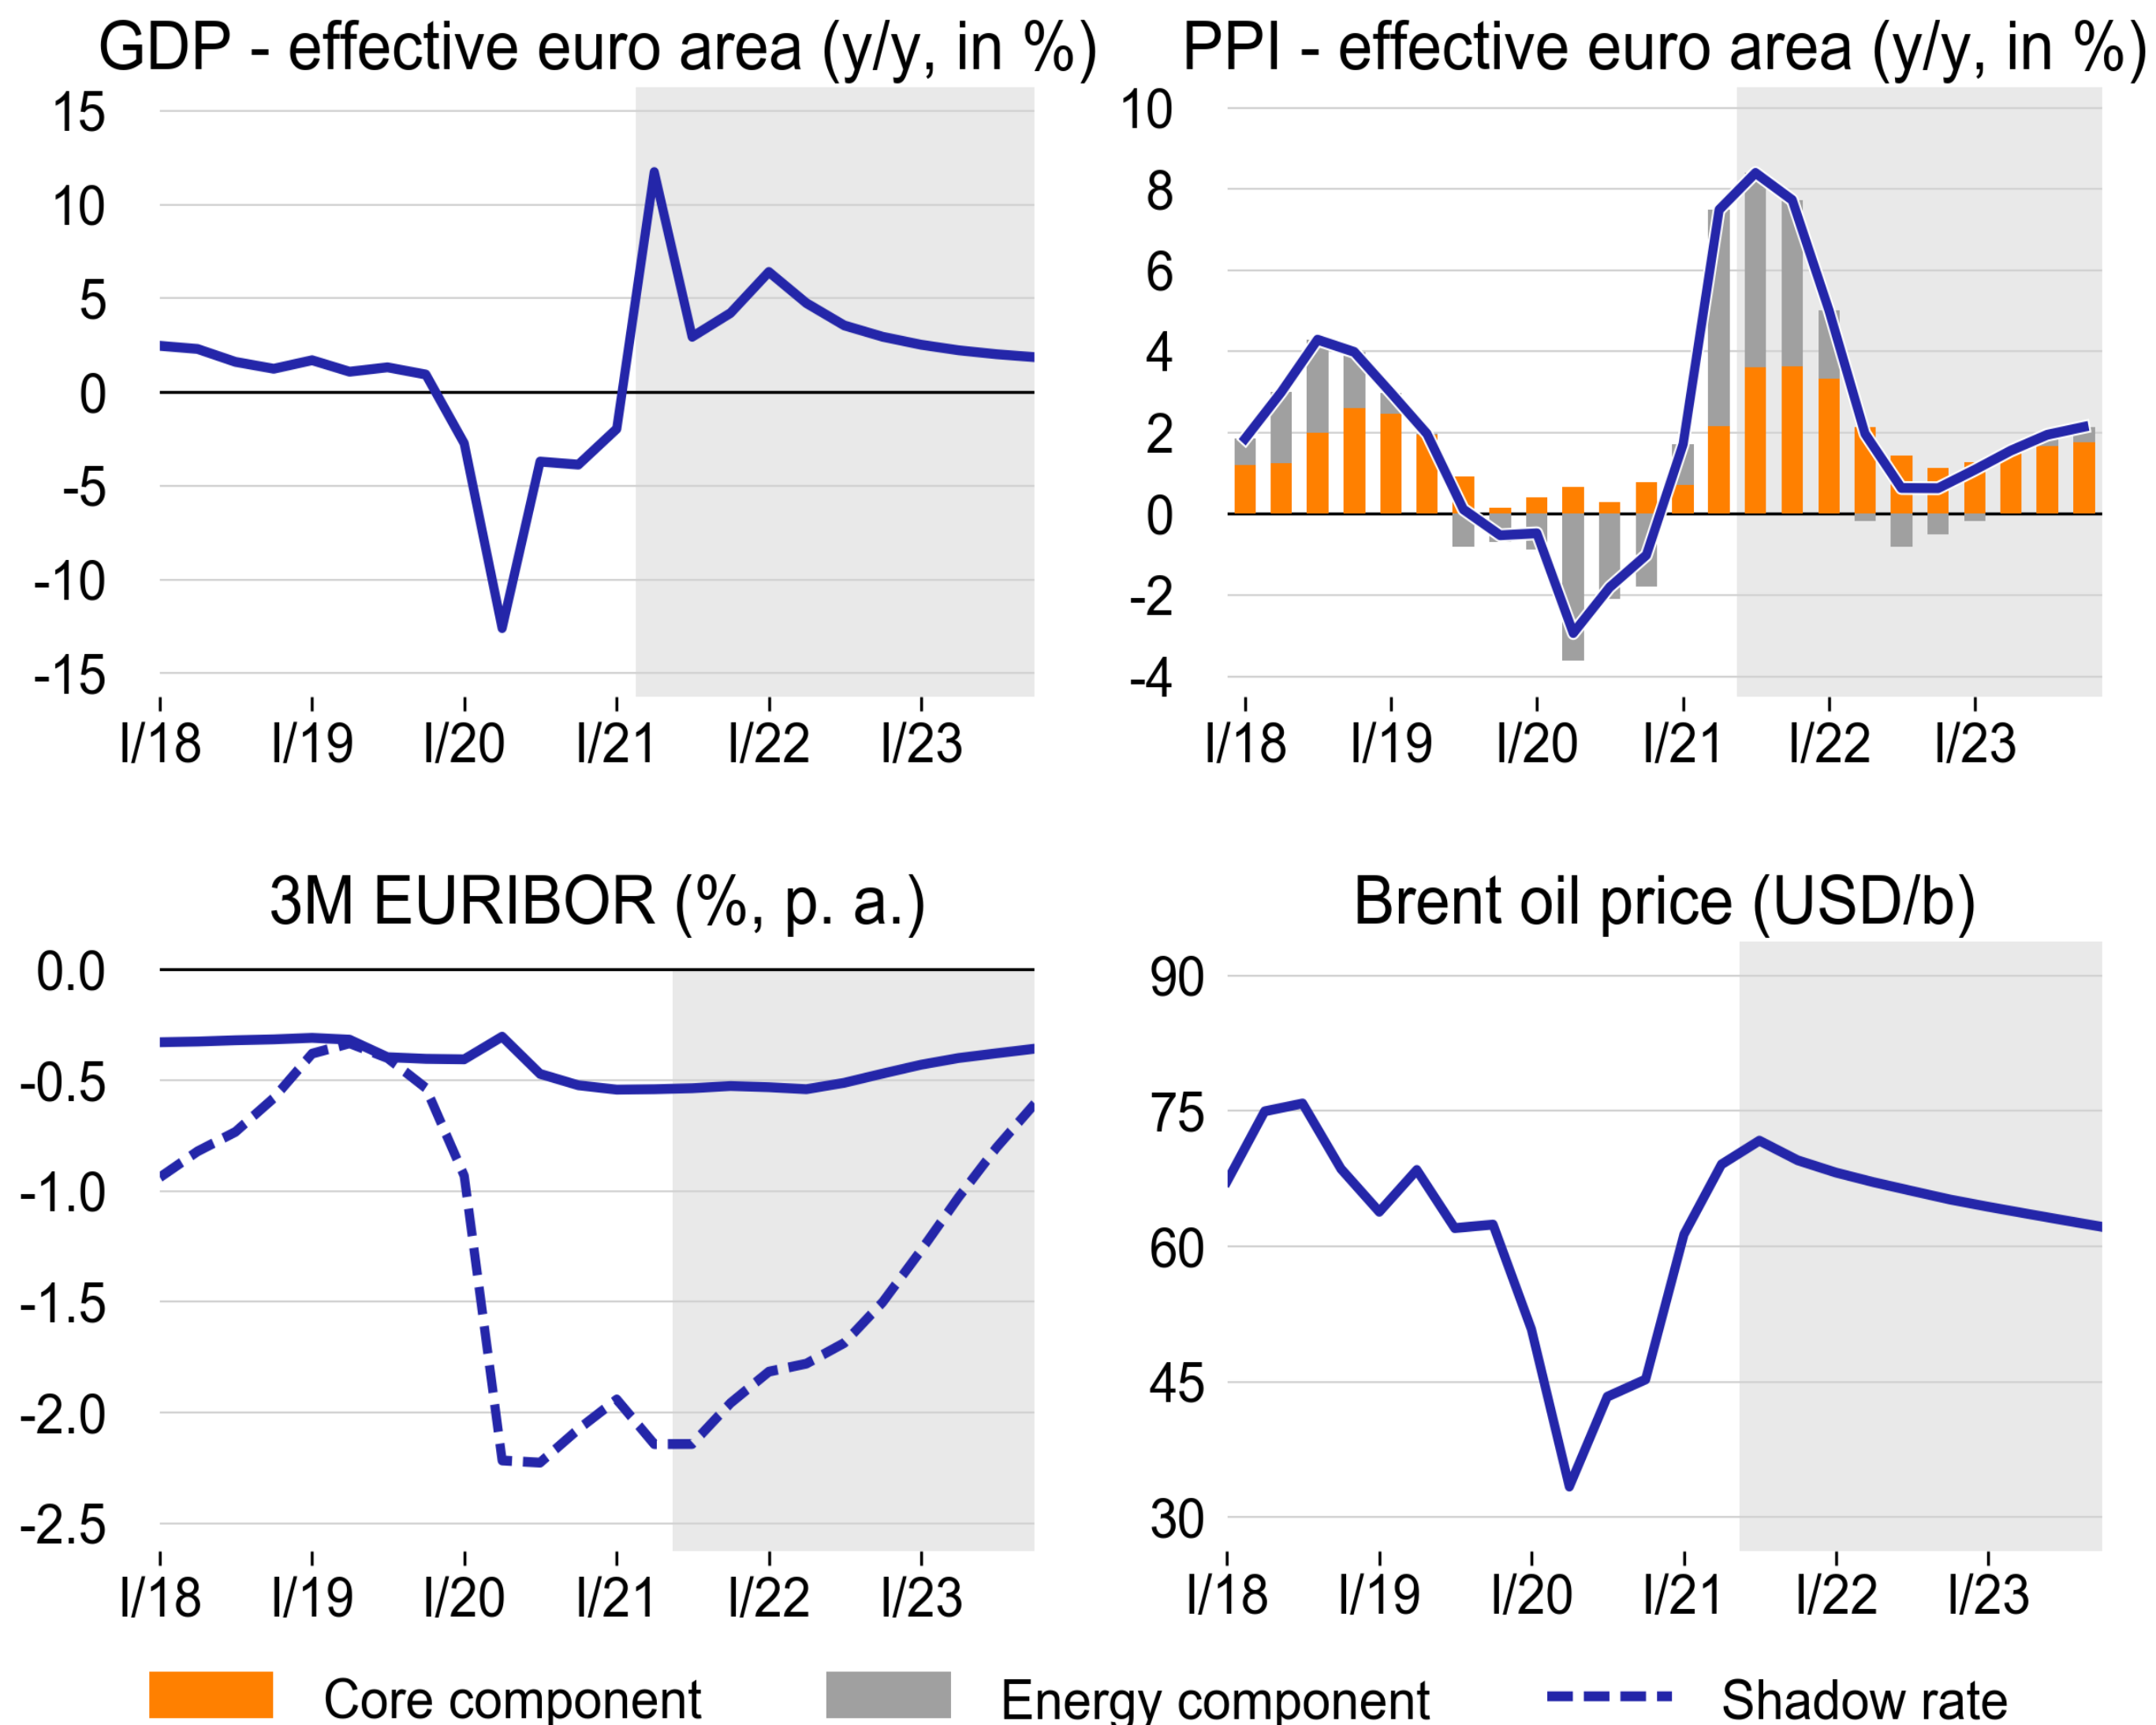 GDP - effective euro area (y/y, in %)
15
10
5
0
-5
-10
-15
I/18 I/19 I/20 I/21 I/22 I/23
PPI - effective euro area (y/y, in %)
10
8
6
4
2
0
-2
-4
I/18 I/19 I/20 I/21 I/22 I/23
3M EURIBOR (%, p. a.)
0.0
-0.5
-1.0
-1.5
-2.0
-2.5
I/18 I/19 I/20 I/21 I/22 I/23
Brent oil price (USD/b)
90
75
60
45
30
I/18 I/19 I/20 I/21 I/22 I/23
Core component Energy component Shadow rate